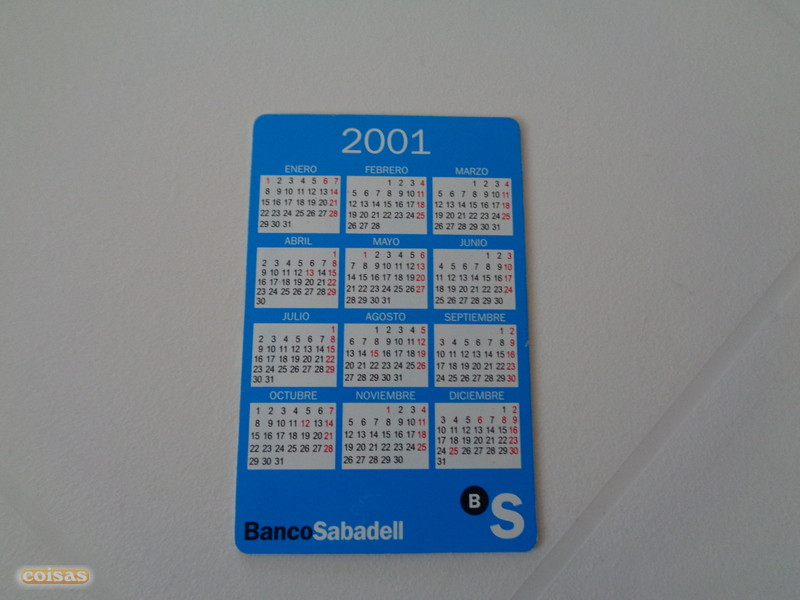 2001
ENERO FEBRERO MARZO
1 2 3 4 5 6 7 1 2 3 4 1 2 3 4
8 9 10 11 12 13 14 5 6 7 8 9 10 11 5 6 7 8 9 10 11
15 16 17 18 19 20 21 12 13 14 15 16 17 18 12 13 14 15 16 17 18
22 23 24 25 26 27 28 19 20 21 22 23 24 25 19 20 21 22 23 24 25
29 30 31 26 27 28 26 27 28 29 30 31
ABRIL MAYO JUNIO
1 1 2 3 4 5 6 1 2 3
2 3 4 5 6 7 8 7 8 9 10 11 12 13 4 5 6 7 8 9 10
9 10 11 12 13 14 15 14 15 16 17 18 19 20 11 12 13 14 15 16 17
16 17 18 19 20 21 22 21 22 23 24 25 26 27 18 19 20 21 22 23 24
23 24 25 26 27 28 29 28 29 30 31 25 26 27 28 29 30
30
JULIO AGOSTO SEPTIEMBRE
1 1 2 3 4 5 1 2
2 3 4 5 6 7 8 6 7 8 9 10 11 12 3 4 5 6 7 8 9
9 10 11 12 13 14 15 13 14 15 16 17 18 19 10 11 12 13 14 15 16
16 17 18 19 20 21 22 20 21 22 23 24 25 26 17 18 19 20 21 22 23
23 24 25 26 27 28 29 27 28 29 30 31 24 25 26 27 28 29 30
30 31
OCTUBRE NOVIEMBRE DICIEMBRE
1 2 3 4 5 6 7 1 2 3 4 1 2
8 9 10 11 12 13 14 5 6 7 8 9 10 11 3 4 5 6 7 8 9
15 16 17 18 19 20 21 12 13 14 15 16 17 18 10 11 12 13 14 15 16
22 23 24 25 26 27 28 19 20 21 22 23 24 25 17 18 19 20 21 22 23
29 30 31 26 27 28 29 30 24 25 26 27 28 29 30
31
B S
BancoSabadell
coisas